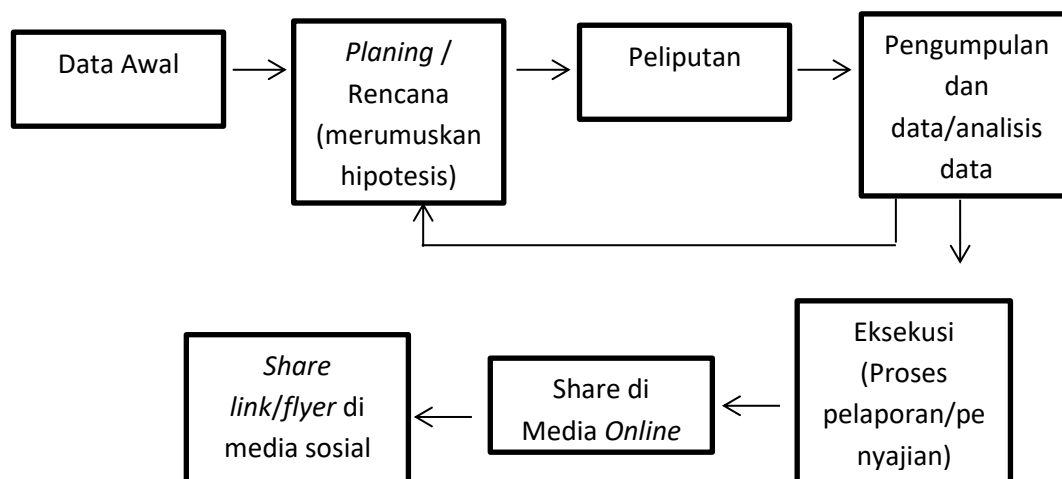 Data Awal
Planing /
Rencana
(merumuskan
hipotesis)
Peliputan
Pengumpulan
dan
data/analisis
data
Eksekusi
(Proses
pelaporan/pe
nyajian)
Share di
Media Online
Share
link/flyer di
media sosial